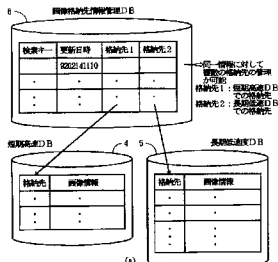 6
画像格納先情報管理DB
検索キー 更新日時 格納先1 格納先2
9202141110
同一情報に対して
複数の格納先の管理
が可能
格納先1：短期高速DB
での格納先
格納先2：長期低速DB
での格納先
短期高速DB
4
5
長期低速度DB
格納先 画像情報
格納先 画像情報
(a)